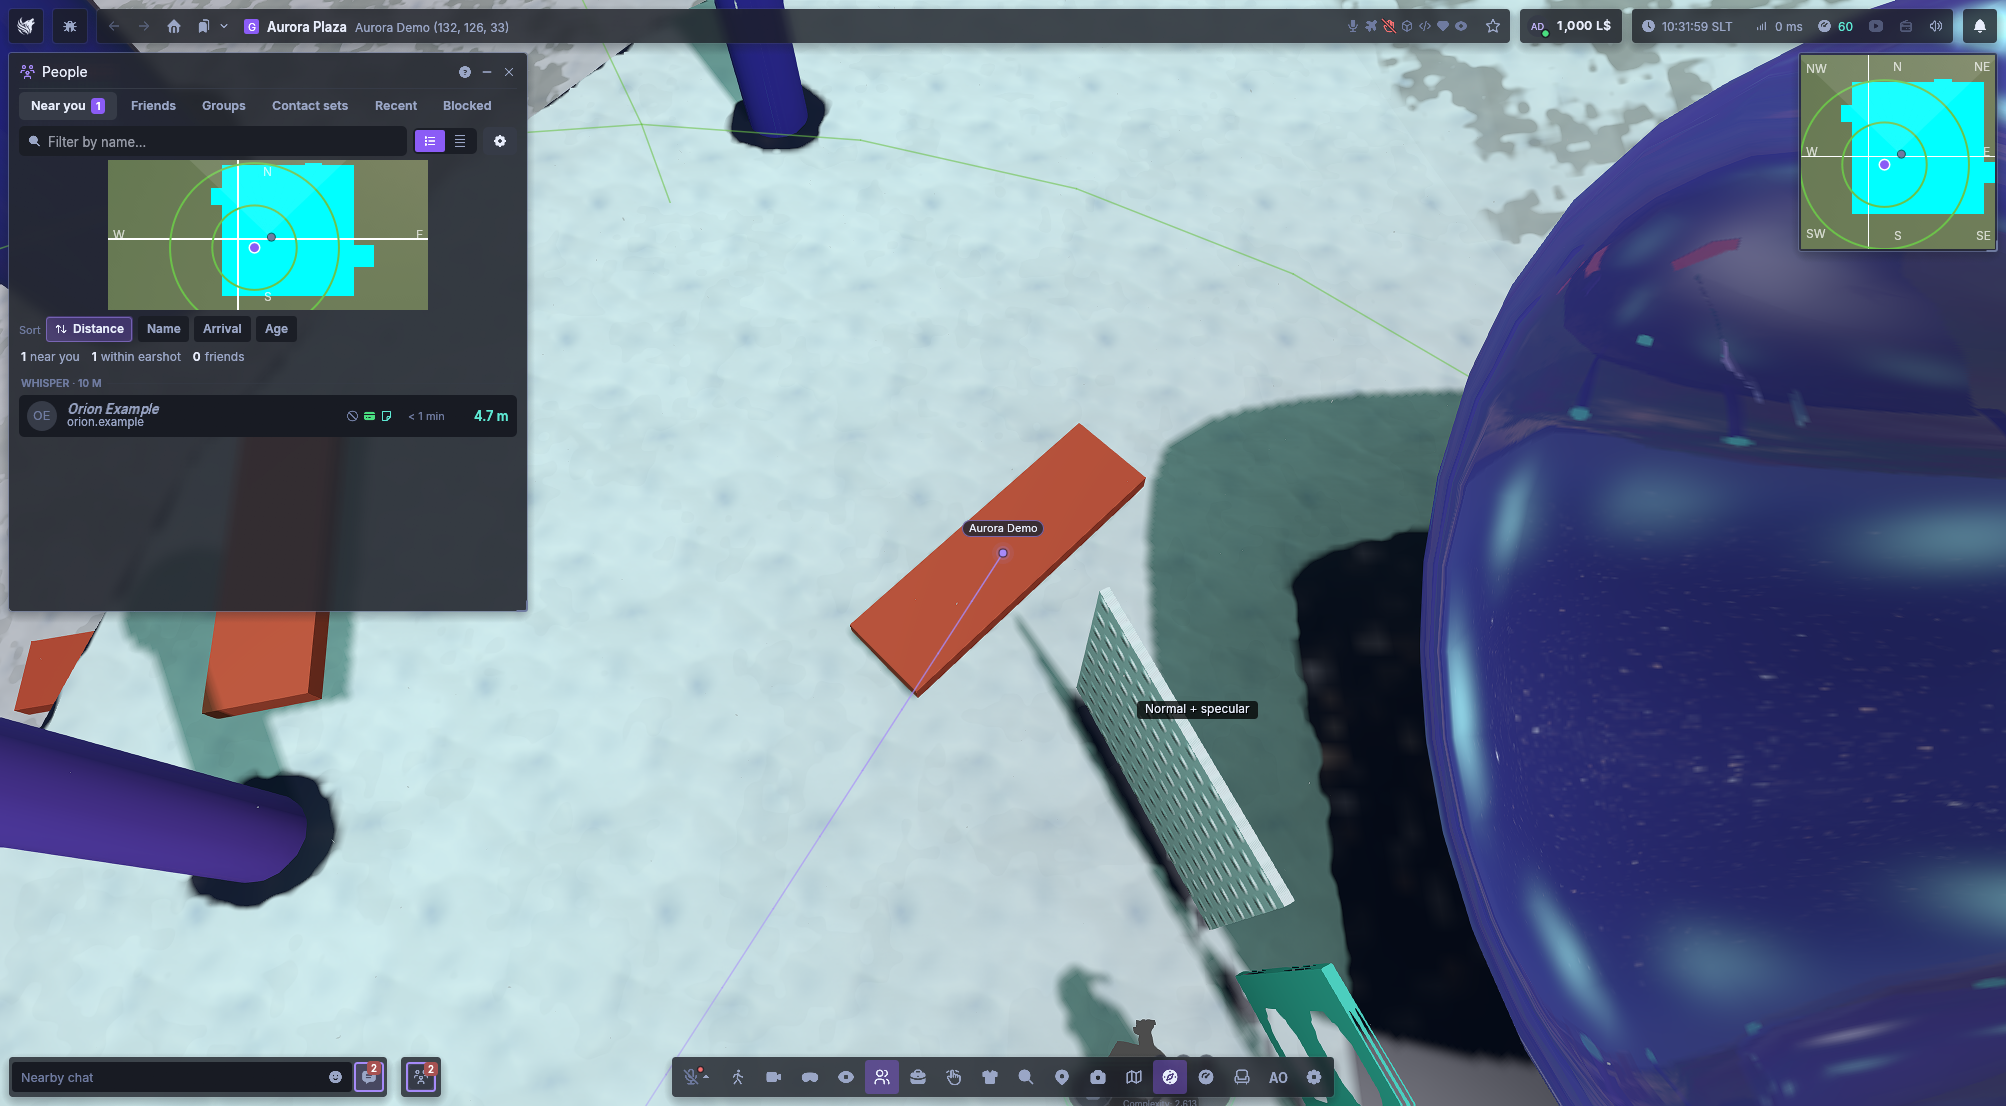 Aurora Plaza Aurora Demo (132, 126, 33)
AD 1,000 L$
10:31:59 SLT 0 ms 60
People
Near you 1 Friends Groups Contact sets Recent Blocked
Filter by name...
N
W E
S
Sort Distance Name Arrival Age
1 near you 1 within earshot 0 friends
WHISPER · 10 M
OE Orion Example
orion.example
< 1 min 4.7 m
NW N NE
W E
SW S SE
Aurora Demo
Normal + specular
Nearby chat
2
2
AO
Complexity: 2,613